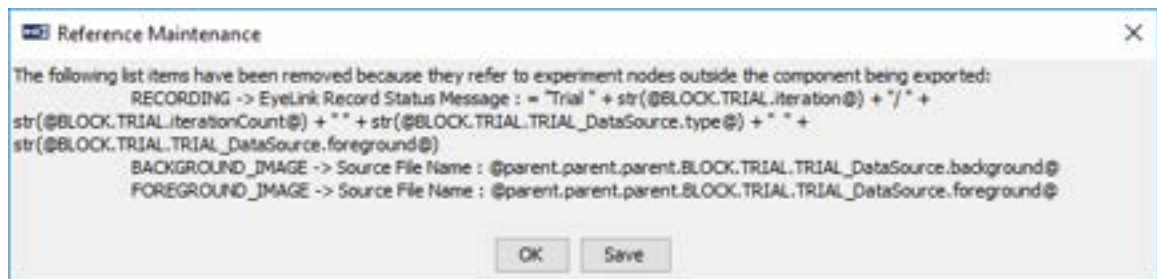 Reference Maintenance
The following list items have been removed because they refer to experiment nodes outside the component being exported:
RECORDING -> EyeLink Record Status Message : = "Trial " + str(@BLOCK.TRIAL.iteration@) + "/ " +
str(@BLOCK.TRIAL.iterationCount@) + " " + str(@BLOCK.TRIAL.TRIAL_DataSource.type@) + "  " +
str(@BLOCK.TRIAL.TRIAL_DataSource.foreground@)
BACKGROUND_IMAGE -> Source File Name : @parent.parent.parent.BLOCK.TRIAL.TRIAL_DataSource.background@
FOREGROUND_IMAGE -> Source File Name : @parent.parent.parent.BLOCK.TRIAL.TRIAL_DataSource.foreground@
OK Save